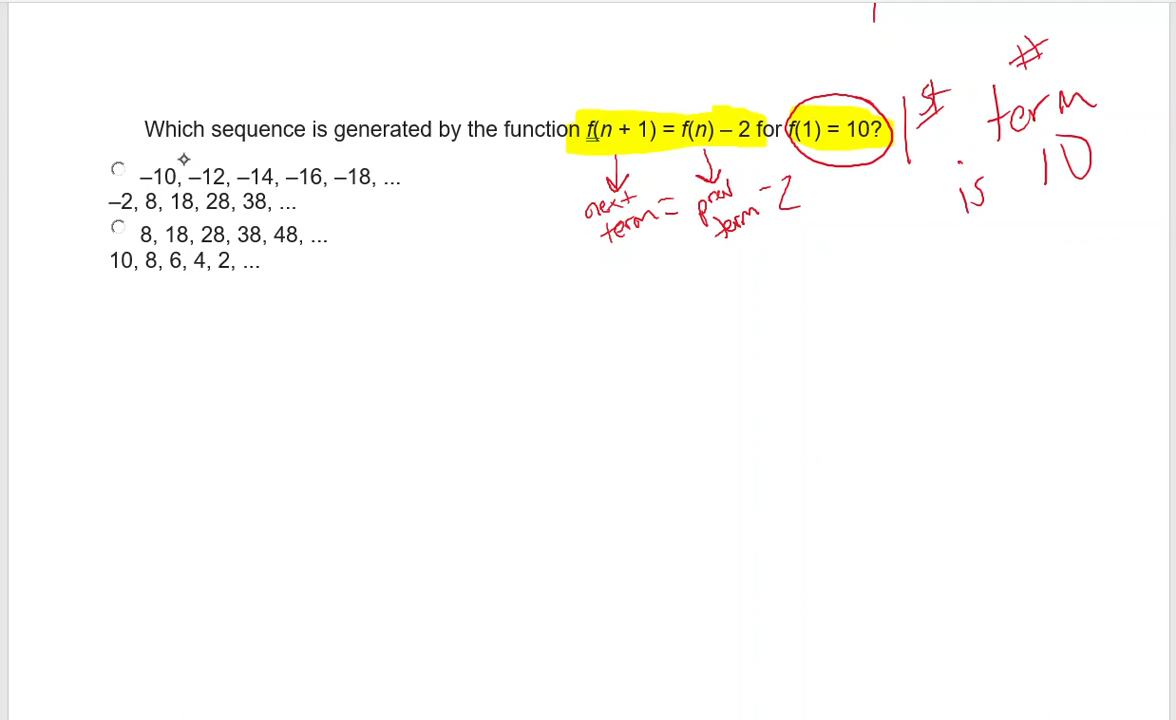 Which sequence is generated by the function f(n + 1) = f(n) – 2 for f(1) = 10?
–10, –12, –14, –16, –18, ...
–2, 8, 18, 28, 38, ...
8, 18, 28, 38, 48, ...
10, 8, 6, 4, 2, ...
next term = prev term -2
#
1st term
is 10